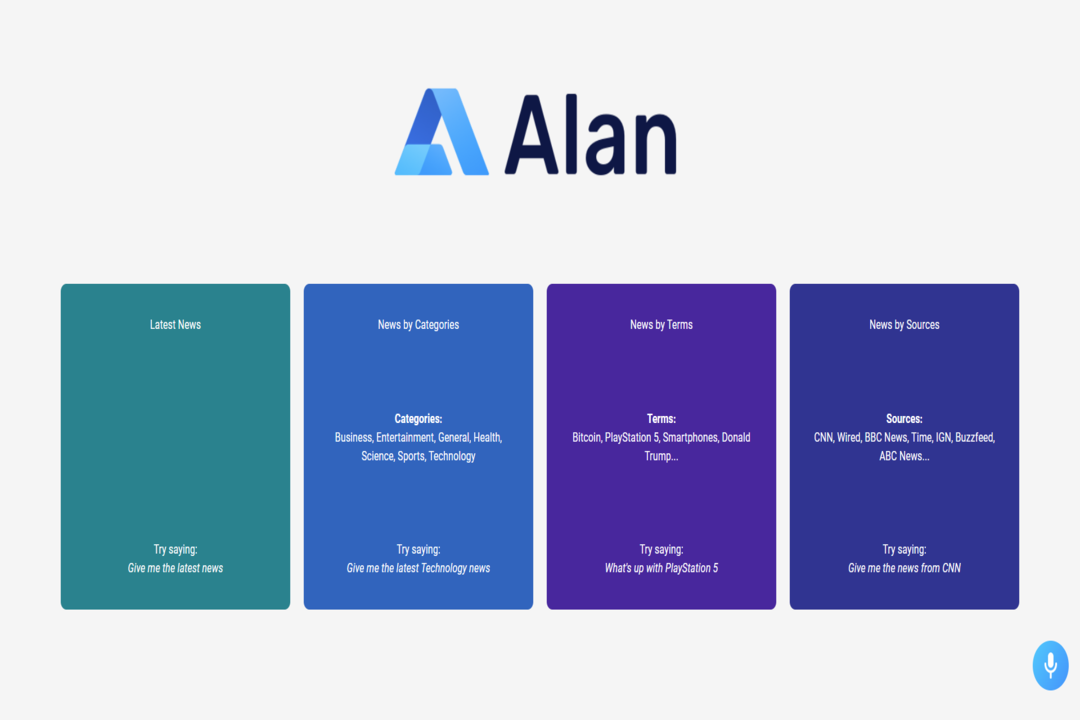 Alan
Latest News
Try saying:
Give me the latest news
News by Categories
Categories:
Business, Entertainment, General, Health,
Science, Sports, Technology
Try saying:
Give me the latest Technology news
News by Terms
Terms:
Bitcoin, PlayStation 5, Smartphones, Donald
Trump...
Try saying:
What's up with PlayStation 5
News by Sources
Sources:
CNN, Wired, BBC News, Time, IGN, Buzzfeed,
ABC News...
Try saying:
Give me the news from CNN